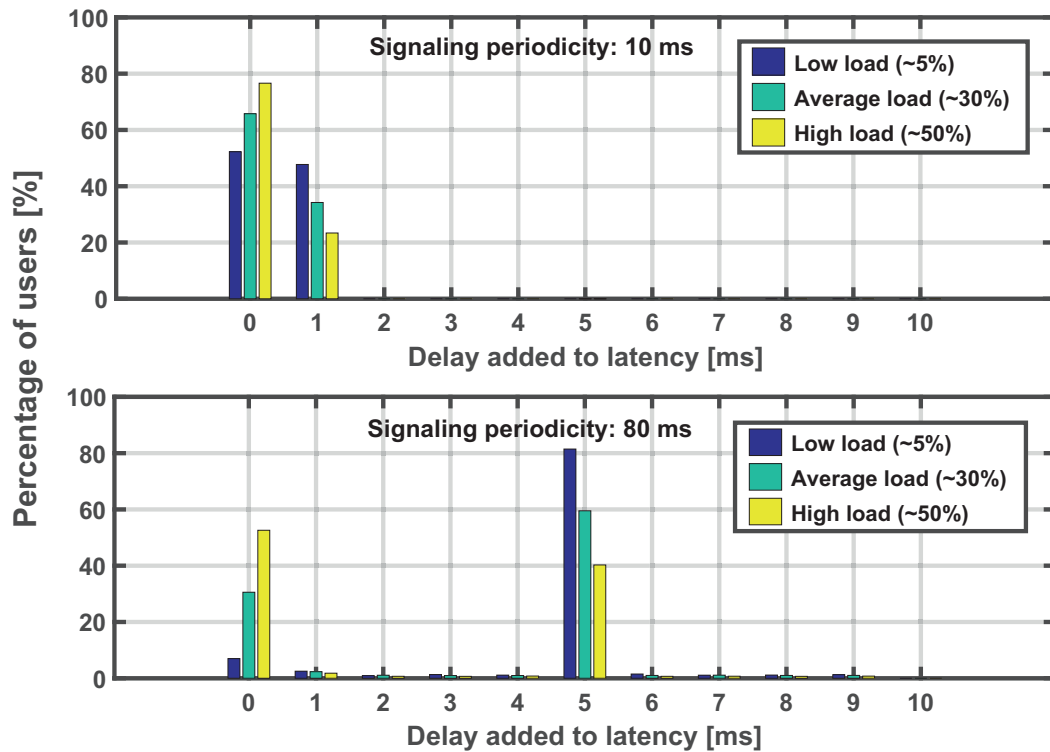 Percentage of users [%]
100
80
60
40
20
0
Signaling periodicity: 10 ms
Low load (~5%)
Average load (~30%)
High load (~50%)
0 1 2 3 4 5 6 7 8 9 10
Delay added to latency [ms]
100
80
60
40
20
0
Signaling periodicity: 80 ms
Low load (~5%)
Average load (~30%)
High load (~50%)
0 1 2 3 4 5 6 7 8 9 10
Delay added to latency [ms]